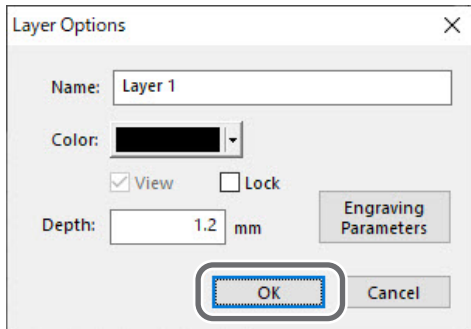 Layer Options
Name: Layer 1
Color:
View Lock
Depth: 1.2 mm
Engraving
Parameters
OK Cancel